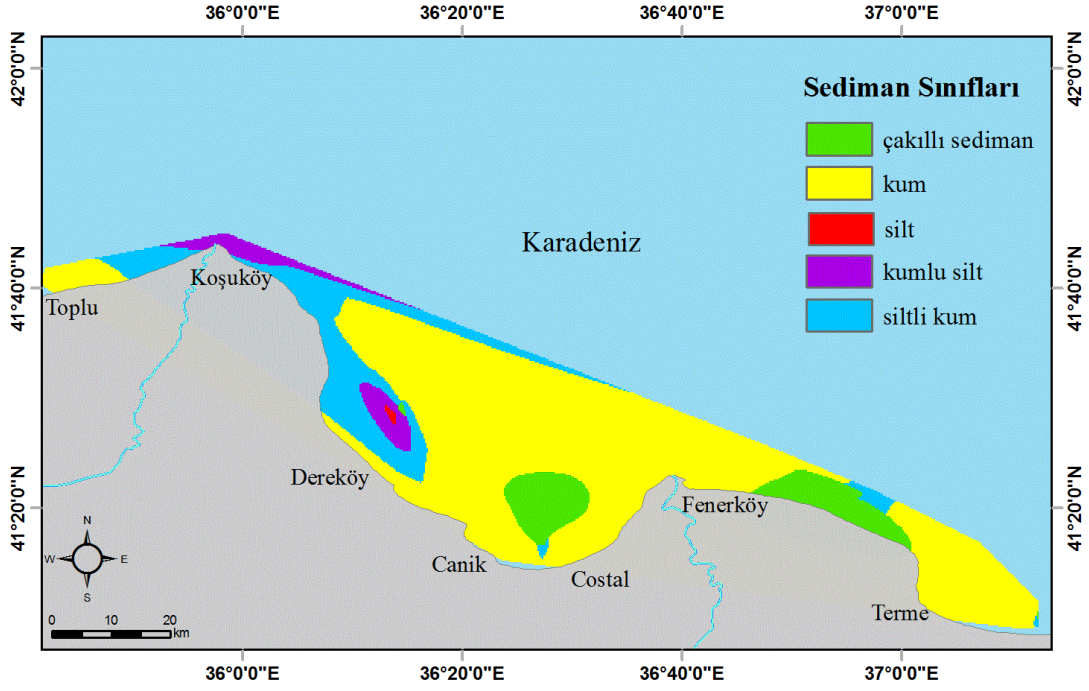 36°0'0"E 36°20'0"E 36°40'0"E 37°0'0"E
42°0'0"N 42°0'0"N
Sediman Sınıfları
çakıllı sediman
kum
silt
kumlu silt
siltli kum
Karadeniz
Koşuköy
Toplu
41°40'0"N 41°40'0"N
Dereköy
Fenerköy
41°20'0"N 41°20'0"N
Canik
Costal
Terme
N
W E
S
0 10 20
km
36°0'0"E 36°20'0"E 36°40'0"E 37°0'0"E